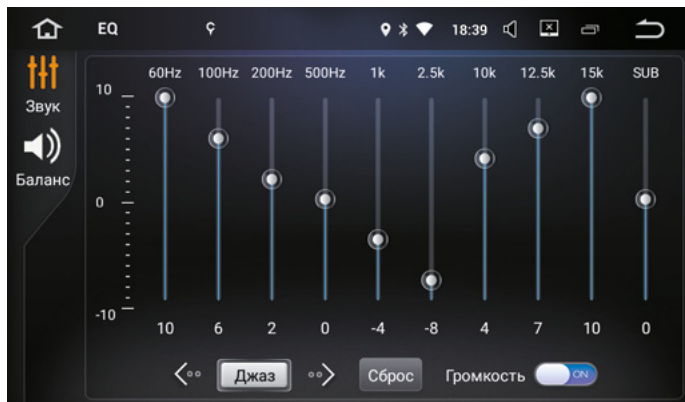 EQ 18:39
Звук
Баланс
60Hz 100Hz 200Hz 500Hz 1k 2.5k 10k 12.5k 15k SUB
10
0
-10
10 6 2 0 -4 -8 4 7 10 0
Джаз Сброс Громкость ON